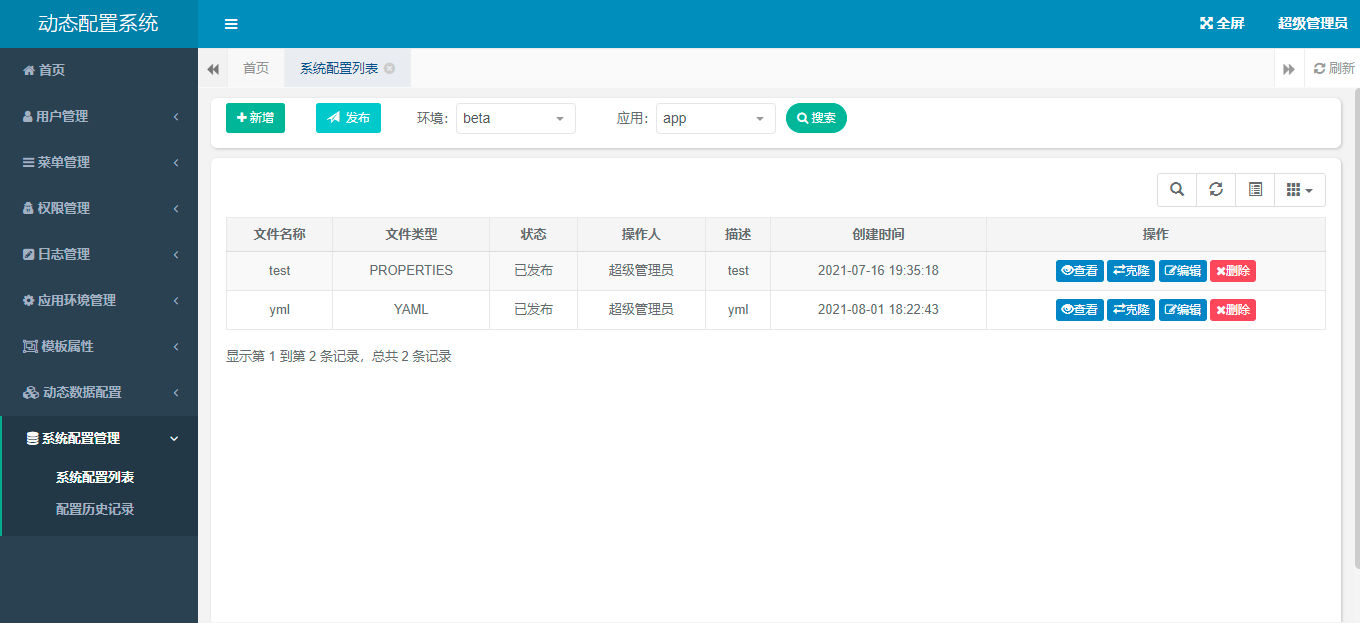 动态配置系统
全屏
超级管理员
首页
用户管理
菜单管理
权限管理
日志管理
应用环境管理
模板属性
动态数据配置
系统配置管理
系统配置列表
配置历史记录
首页
系统配置列表
刷新
新增
发布
环境：
beta
应用：
app
搜索
文件名称 文件类型 状态 操作人 描述 创建时间 操作
test PROPERTIES 已发布 超级管理员 test 2021-07-16 19:35:18 查看 克隆 编辑 删除
yml YAML 已发布 超级管理员 yml 2021-08-01 18:22:43 查看 克隆 编辑 删除
显示第 1 到第 2 条记录，总共 2 条记录